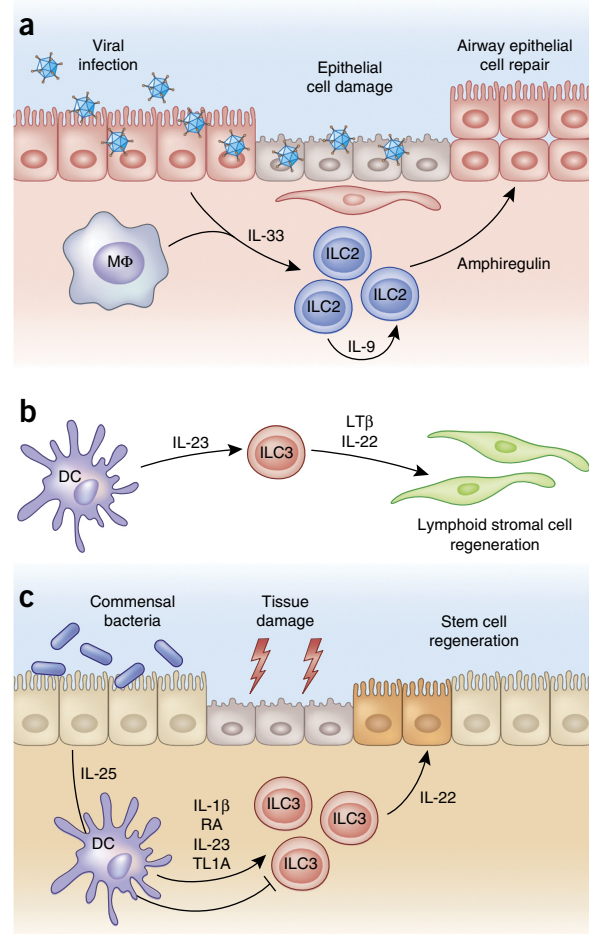 a
Viral
infection
Epithelial
cell damage
Airway epithelial
cell repair
MΦ
IL-33
ILC2
ILC2
ILC2
IL-9
Amphiregulin
b
DC
IL-23
ILC3
LTβ
IL-22
Lymphoid stromal cell
regeneration
c
Commensal
bacteria
Tissue
damage
Stem cell
regeneration
IL-25
DC
IL-1β
RA
IL-23
TL1A
ILC3
ILC3
ILC3
IL-22